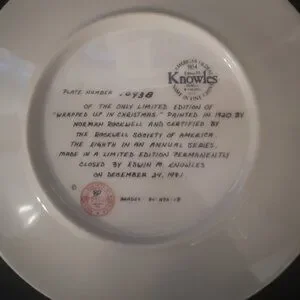 Knowles
PLATE NUMBER
OF THE ONLY LIMITED EDITION OF
"WRAPPED UP IN CHRISTMAS," PAINTED IN 1920 BY
NORMAN ROCKWELL AND CERTIFIED BY
THE ROCKWELL SOCIETY OF AMERICA.
THE EIGHTH IN AN ANNUAL SERIES,
MADE IN A LIMITED EDITION PERMANENTLY
CLOSED BY EDWIN M. KNOWLES
ON DECEMBER 24, 1981.
BRADEX